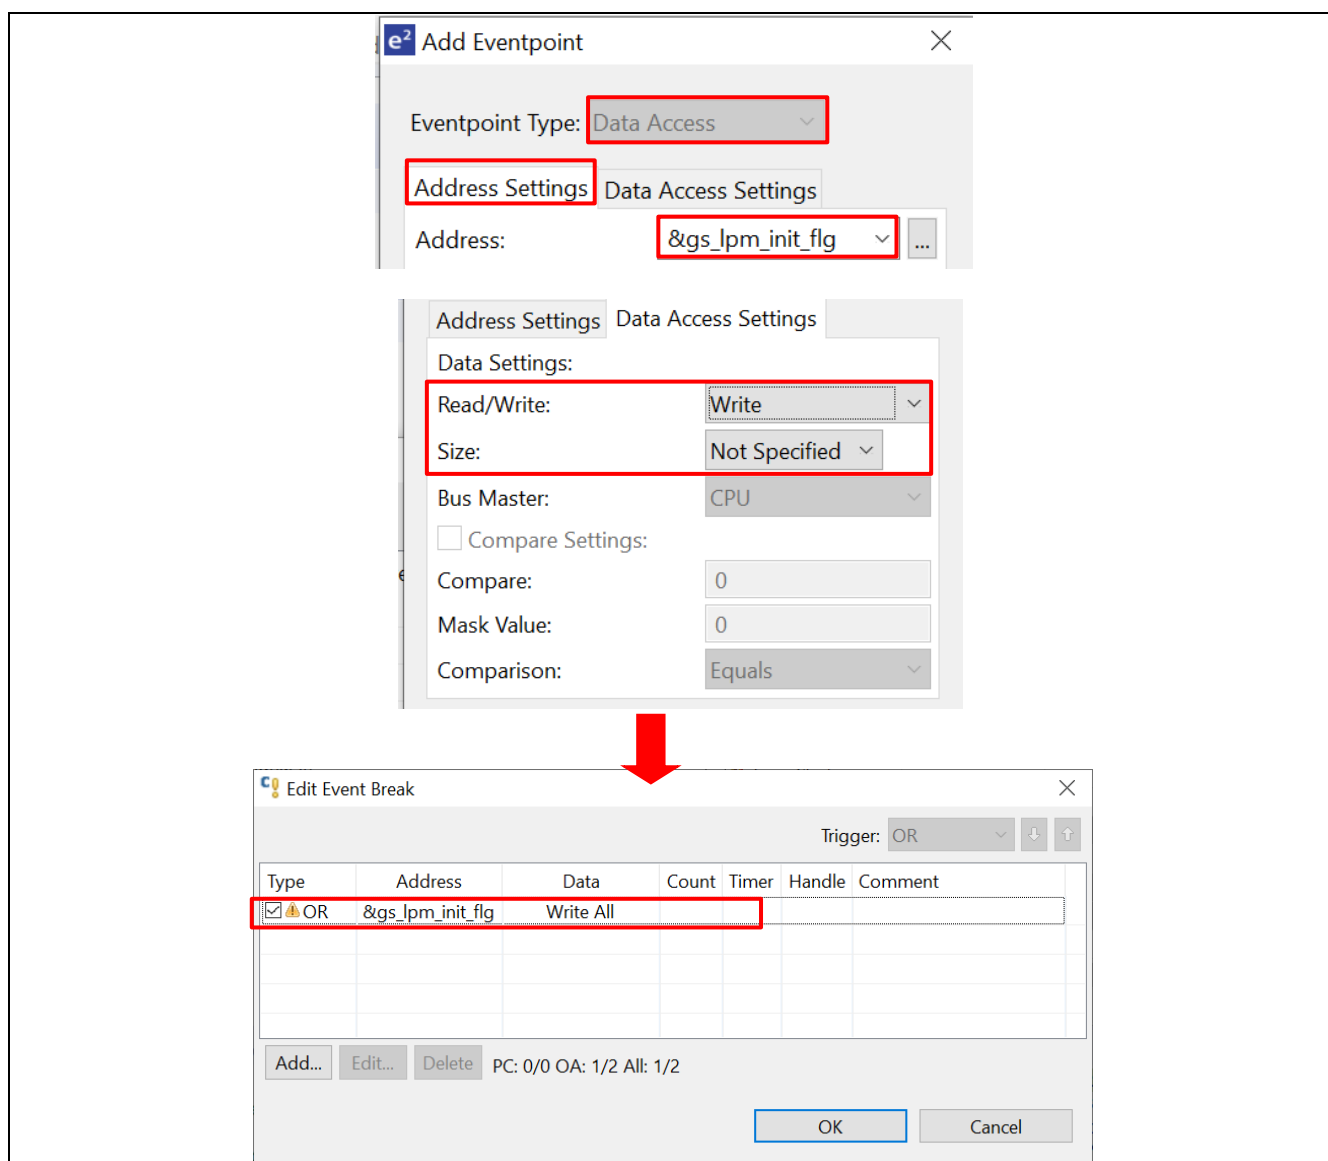 e² Add Eventpoint
Eventpoint Type: Data Access
Address Settings Data Access Settings
Address: &gs_lpm_init_flg ...
Address Settings Data Access Settings
Data Settings:
Read/Write: Write
Size: Not Specified
Bus Master: CPU
Compare Settings:
Compare: 0
Mask Value: 0
Comparison: Equals
Edit Event Break
Trigger: OR
Type Address Data Count Timer Handle Comment
OR &gs_lpm_init_flg Write All
Add... Edit... Delete PC: 0/0 OA: 1/2 All: 1/2
OK Cancel